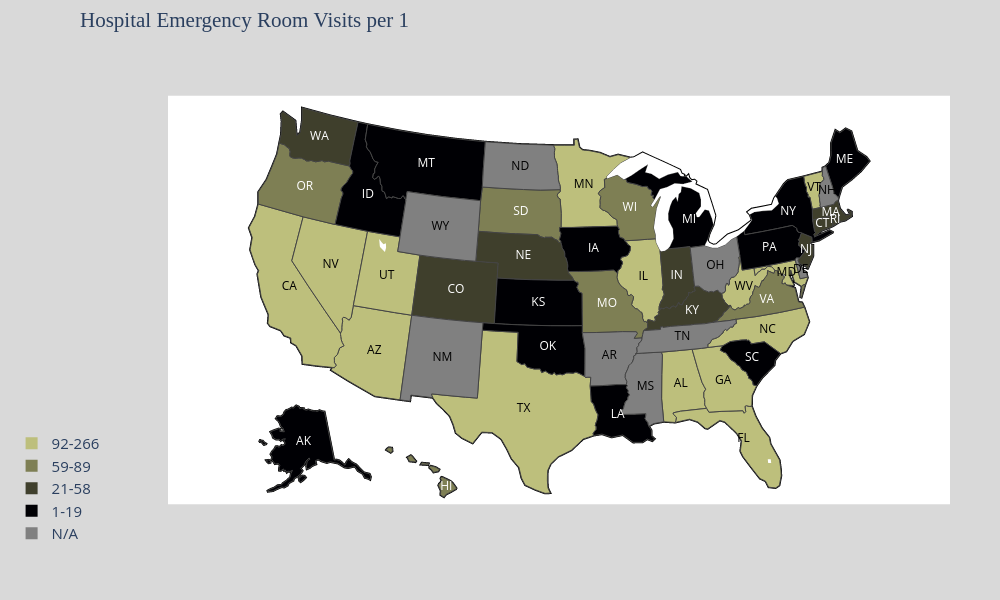 Hospital Emergency Room Visits per 1
WA
MT
ND
MN
ME
OR
ID
SD
WI
VT
NH
WY
MI
NY
MA
CT
RI
IA
NE
PA
NJ
NV
UT
CO
IL
IN
OH
MD
DE
CA
KS
MO
WV
VA
KY
AZ
NM
OK
AR
TN
NC
MS
AL
GA
SC
TX
LA
FL
AK
HI
92-266
59-89
21-58
1-19
N/A